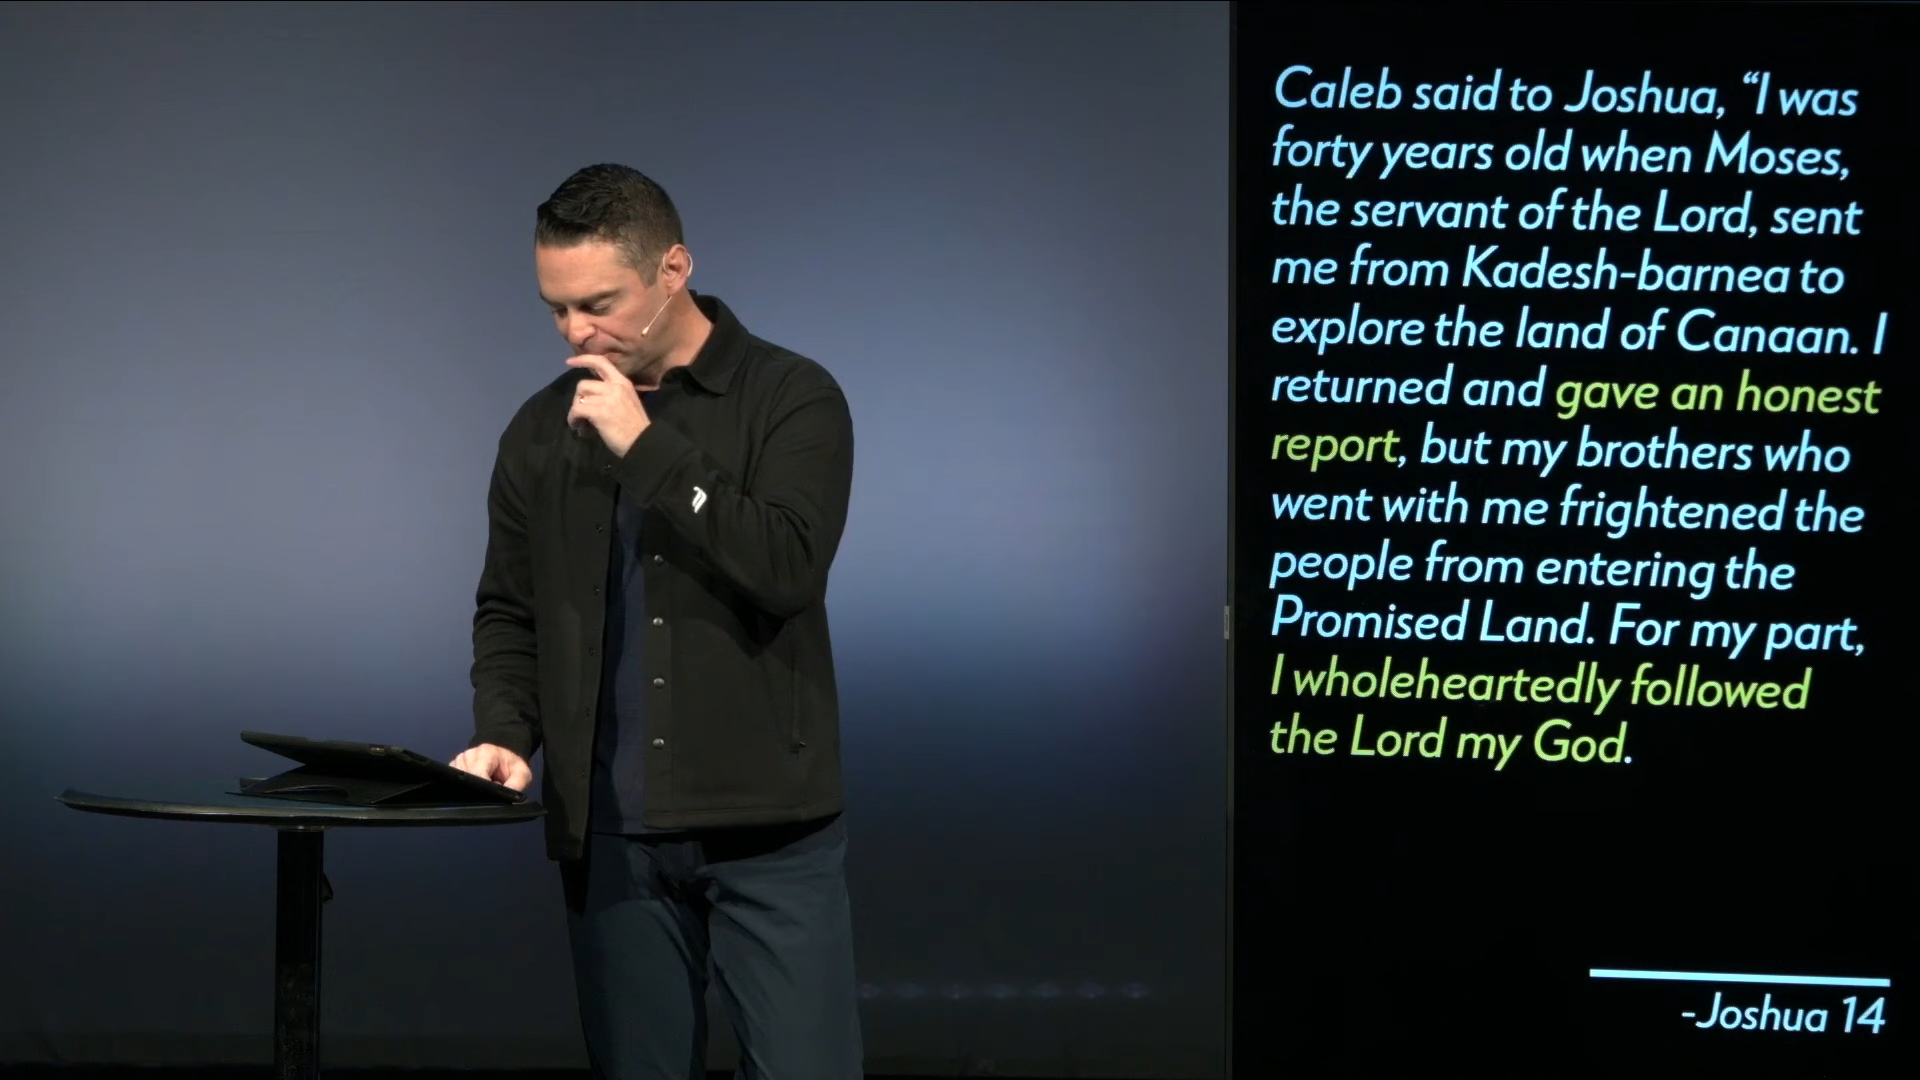 Caleb said to Joshua, “I was
forty years old when Moses,
the servant of the Lord, sent
me from Kadesh-barnea to
explore the land of Canaan. I
returned and gave an honest
report, but my brothers who
went with me frightened the
people from entering the
Promised Land. For my part,
I wholeheartedly followed
the Lord my God.
-Joshua 14